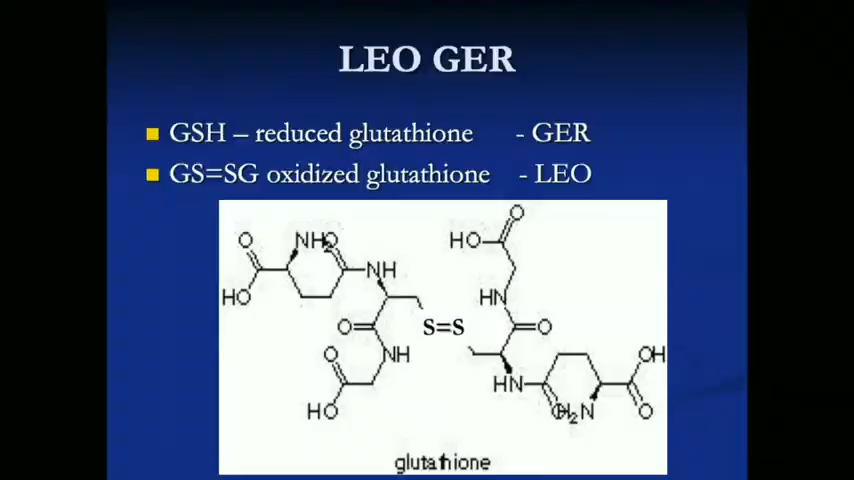 LEO GER
GSH – reduced glutathione - GER
GS=SG oxidized glutathione - LEO
O NH2 O HO O
NH
HO HN
O S=S O
O NH OH
HN
HO O H2N O
glutathione